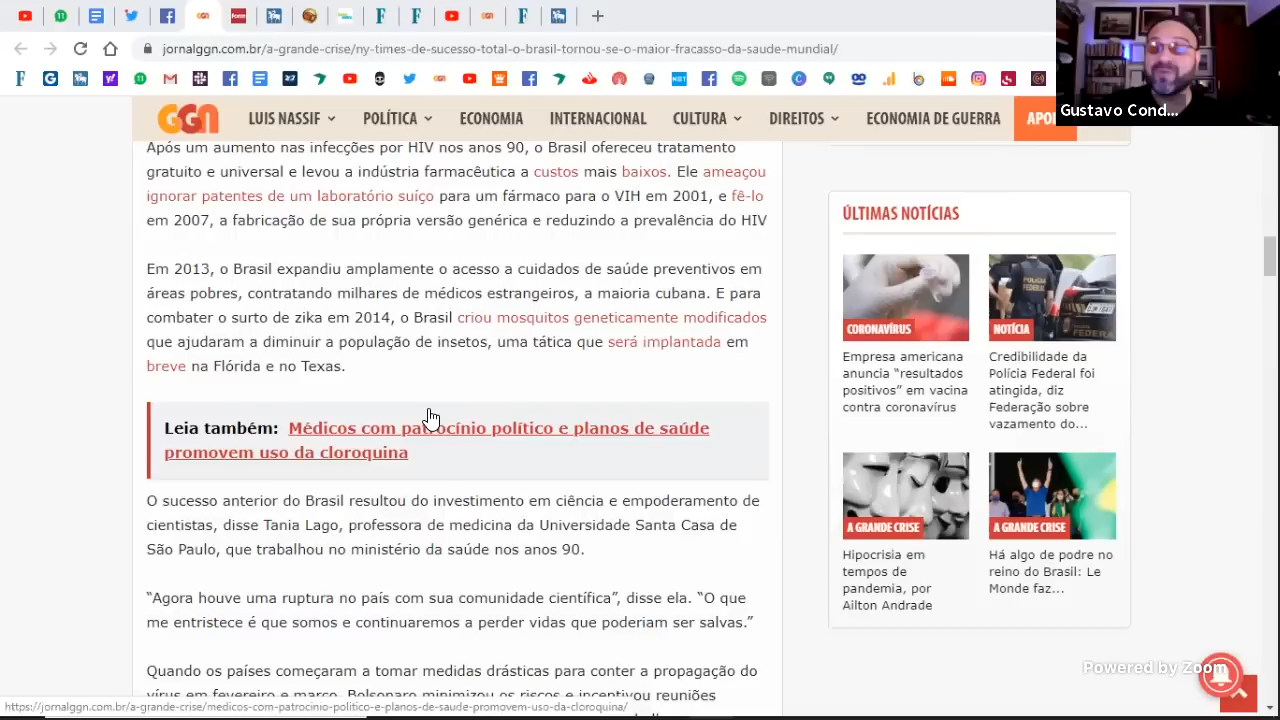 jornalggn.com.br/a-grande-crise/ny-times-de-sucesso-total-o-brasil-tornou-se-o-maior-fracasso-da-saude-mundial/
Gustavo Cond...
GGN
LUIS NASSIF
POLÍTICA
ECONOMIA
INTERNACIONAL
CULTURA
DIREITOS
ECONOMIA DE GUERRA
Após um aumento nas infecções por HIV nos anos 90, o Brasil ofereceu tratamento
gratuito e universal e levou a indústria farmacêutica a custos mais baixos. Ele ameaçou
ignorar patentes de um laboratório suíço para um fármaco para o VIH em 2001, e fê-lo
em 2007, a fabricação de sua própria versão genérica e reduzindo a prevalência do HIV
Em 2013, o Brasil expandiu amplamente o acesso a cuidados de saúde preventivos em
áreas pobres, contratando milhares de médicos estrangeiros, a maioria cubana. E para
combater o surto de zika em 2014, o Brasil criou mosquitos geneticamente modificados
que ajudaram a diminuir a população de insetos, uma tática que será implantada em
breve na Flórida e no Texas.
Leia também: Médicos com patrocínio político e planos de saúde
promovem uso da cloroquina
O sucesso anterior do Brasil resultou do investimento em ciência e empoderamento de
cientistas, disse Tania Lago, professora de medicina da Universidade Santa Casa de
São Paulo, que trabalhou no ministério da saúde nos anos 90.
“Agora houve uma ruptura no país com sua comunidade científica”, disse ela. “O que
me entristece é que somos e continuaremos a perder vidas que poderiam ser salvas.”
Quando os países começaram a tomar medidas drásticas para conter a propagação do
vírus em fevereiro e março, Bolsonaro minimizou os riscos e incentivou reuniões
ÚLTIMAS NOTÍCIAS
CORONAVÍRUS
Empresa americana
anuncia “resultados
positivos” em vacina
contra coronavírus
POLÍCIA
FEDERAL
NOTÍCIA
Credibilidade da
Polícia Federal foi
atingida, diz
Federação sobre
vazamento do...
A GRANDE CRISE
Hipocrisia em
tempos de
pandemia, por
Ailton Andrade
A GRANDE CRISE
Há algo de podre no
reino do Brasil: Le
Monde faz...
Powered by Zoom
https://jornalggn.com.br/a-grande-crise/medicos-com-patrocinio-politico-e-planos-de-saude-promovem-uso-da-cloroquina/